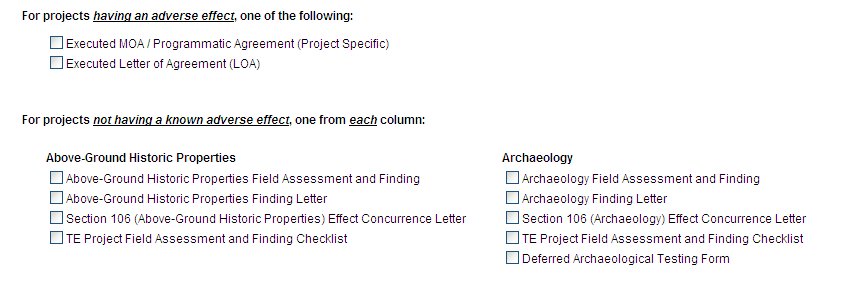 For projects having an adverse effect, one of the following:
Executed MOA / Programmatic Agreement (Project Specific)
Executed Letter of Agreement (LOA)
For projects not having a known adverse effect, one from each column:
Above-Ground Historic Properties
Above-Ground Historic Properties Field Assessment and Finding
Above-Ground Historic Properties Finding Letter
Section 106 (Above-Ground Historic Properties) Effect Concurrence Letter
TE Project Field Assessment and Finding Checklist
Archaeology
Archaeology Field Assessment and Finding
Archaeology Finding Letter
Section 106 (Archaeology) Effect Concurrence Letter
TE Project Field Assessment and Finding Checklist
Deferred Archaeological Testing Form